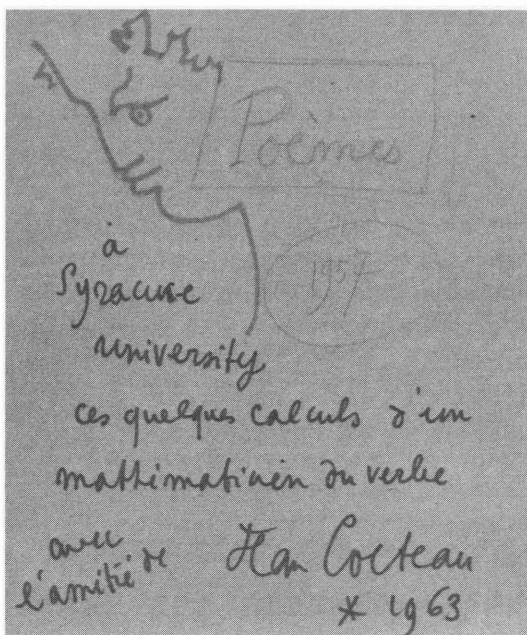 Poèmes
1957
à
Syracuse
University
ces quelques calculs d'un
mathématicien du verbe
avec
l'amitié de Jean Cocteau
* 1963